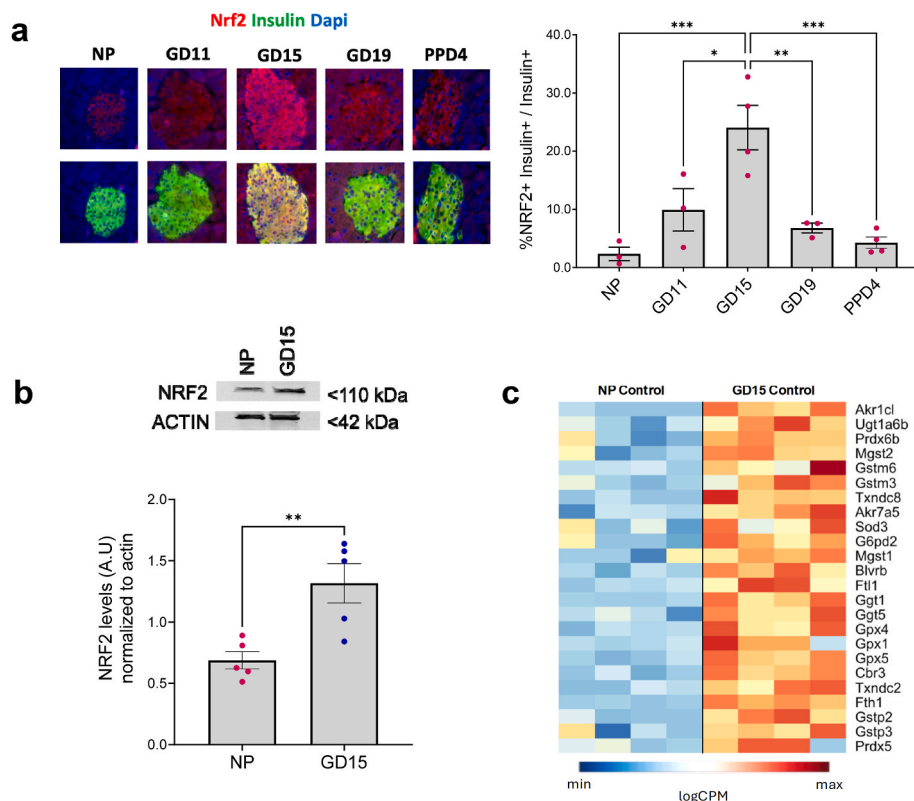 a
Nrf2 Insulin Dapi
NP GD11 GD15 GD19 PPD4
%NRF2+ Insulin+ / Insulin+
40.0
30.0
20.0
10.0
0.0
***
***
*
**
NP GD11 GD15 GD19 PPD4
b
NP GD15
NRF2 <110 kDa
ACTIN <42 kDa
NRF2 levels (A.U)
normalized to actin
2.0
1.5
1.0
0.5
0.0
**
NP GD15
c
NP Control GD15 Control
Akr1cl
Ugt1a6b
Prdx6b
Mgst2
Gstm6
Gstm3
Txndc8
Akr7a5
Sod3
G6pd2
Mgst1
Blvrb
Ftl1
Ggt1
Ggt5
Gpx4
Gpx1
Gpx5
Cbr3
Txndc2
Fth1
Gstp2
Gstp3
Prdx5
min max
logCPM